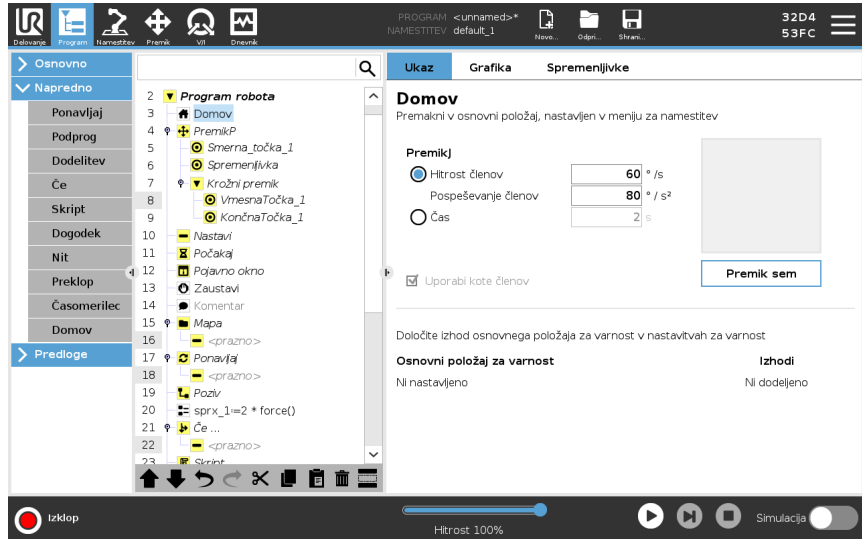 PROGRAM <unnamed>*
NAMESTITEV default_1
32D4
53FC
Delovanje Program Namestitev Premik V/I Dnevnik Novo... Odpri... Shrani...
Osnovno
Napredno
Ponavljaj
Podprog
Dodelitev
Če
Skript
Dogodek
Nit
Preklop
Časomerilec
Domov
Predloge
2 Program robota
3 Domov
4 PremikP
5 Smerna_točka_1
6 Spremenljivka
7 Krožni premik
8 VmesnaTočka_1
9 KončnaTočka_1
10 Nastavi
11 Počakaj
12 Pojavno okno
13 Zaustavi
14 Komentar
15 Mapa
16 <prazno>
17 Ponavljaj
18 <prazno>
19 Poziv
20 sprx_1≔2 * force()
21 Če ...
22 <prazno>
23 Skript
Ukaz Grafika Spremenljivke
Domov
Premakni v osnovni položaj, nastavljen v meniju za namestitev
PremikJ
Hitrost členov 60 ° /s
Pospeševanje členov 80 ° / s²
Čas 2 s
Premik sem
Uporabi kote členov
Določite izhod osnovnega položaja za varnost v nastavitvah za varnost
Osnovni položaj za varnost Izhodi
Ni nastavljeno Ni dodeljeno
Izklop
Hitrost 100%
Simulacija